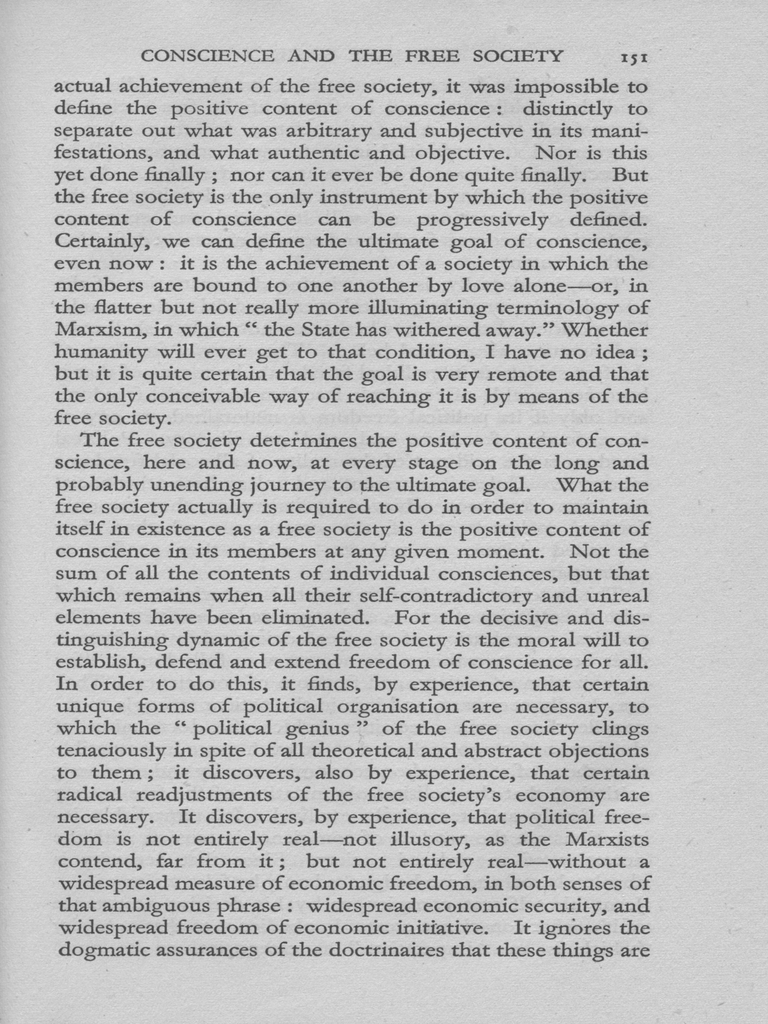 CONSCIENCE AND THE FREE SOCIETY 151
actual achievement of the free society, it was impossible to
define the positive content of conscience : distinctly to
separate out what was arbitrary and subjective in its mani-
festations, and what authentic and objective. Nor is this
yet done finally ; nor can it ever be done quite finally. But
the free society is the only instrument by which the positive
content of conscience can be progressively defined.
Certainly, we can define the ultimate goal of conscience,
even now : it is the achievement of a society in which the
members are bound to one another by love alone—or, in
the flatter but not really more illuminating terminology of
Marxism, in which “ the State has withered away.” Whether
humanity will ever get to that condition, I have no idea ;
but it is quite certain that the goal is very remote and that
the only conceivable way of reaching it is by means of the
free society.
The free society determines the positive content of con-
science, here and now, at every stage on the long and
probably unending journey to the ultimate goal. What the
free society actually is required to do in order to maintain
itself in existence as a free society is the positive content of
conscience in its members at any given moment. Not the
sum of all the contents of individual consciences, but that
which remains when all their self-contradictory and unreal
elements have been eliminated. For the decisive and dis-
tinguishing dynamic of the free society is the moral will to
establish, defend and extend freedom of conscience for all.
In order to do this, it finds, by experience, that certain
unique forms of political organisation are necessary, to
which the “ political genius ” of the free society clings
tenaciously in spite of all theoretical and abstract objections
to them ; it discovers, also by experience, that certain
radical readjustments of the free society’s economy are
necessary. It discovers, by experience, that political free-
dom is not entirely real—not illusory, as the Marxists
contend, far from it ; but not entirely real—without a
widespread measure of economic freedom, in both senses of
that ambiguous phrase : widespread economic security, and
widespread freedom of economic initiative. It ignores the
dogmatic assurances of the doctrinaires that these things are